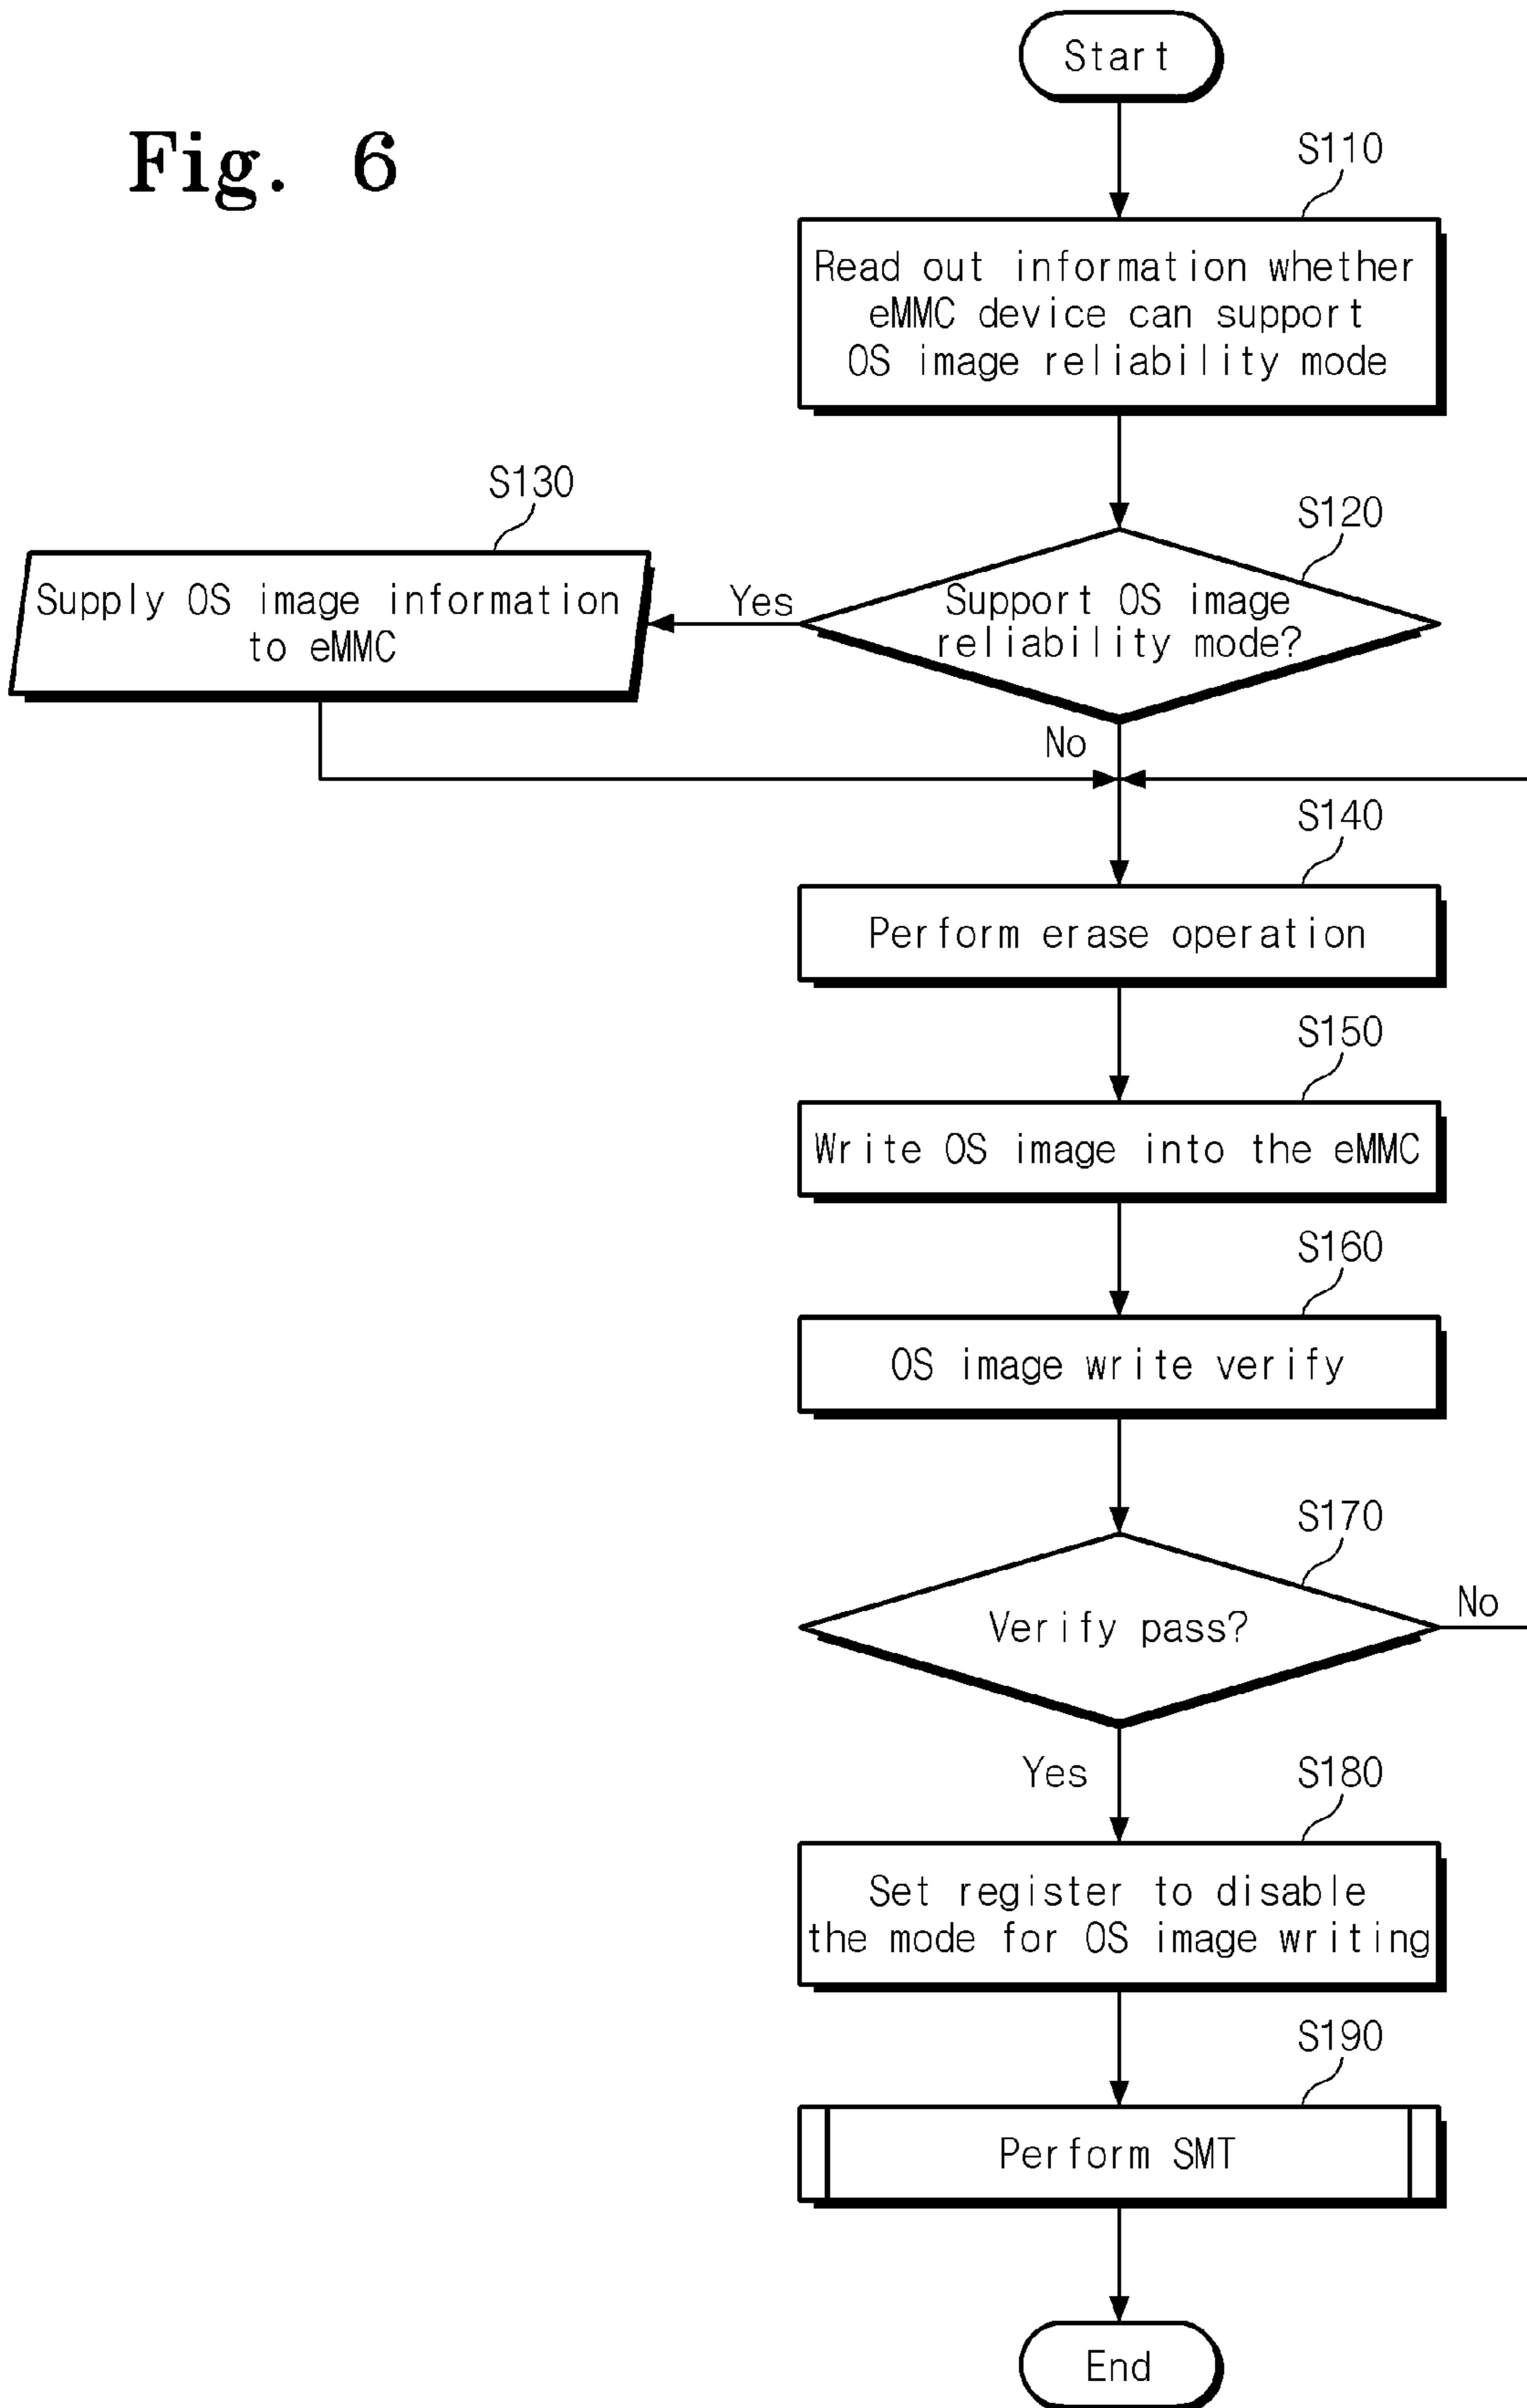 Fig. 6
Start
S110
Read out information whether
eMMC device can support
OS image reliability mode
S130
S120
Supply OS image information
to eMMC
Yes
Support OS image
reliability mode?
No
S140
Perform erase operation
S150
Write OS image into the eMMC
S160
OS image write verify
S170
Verify pass?
No
Yes
S180
Set register to disable
the mode for OS image writing
S190
Perform SMT
End